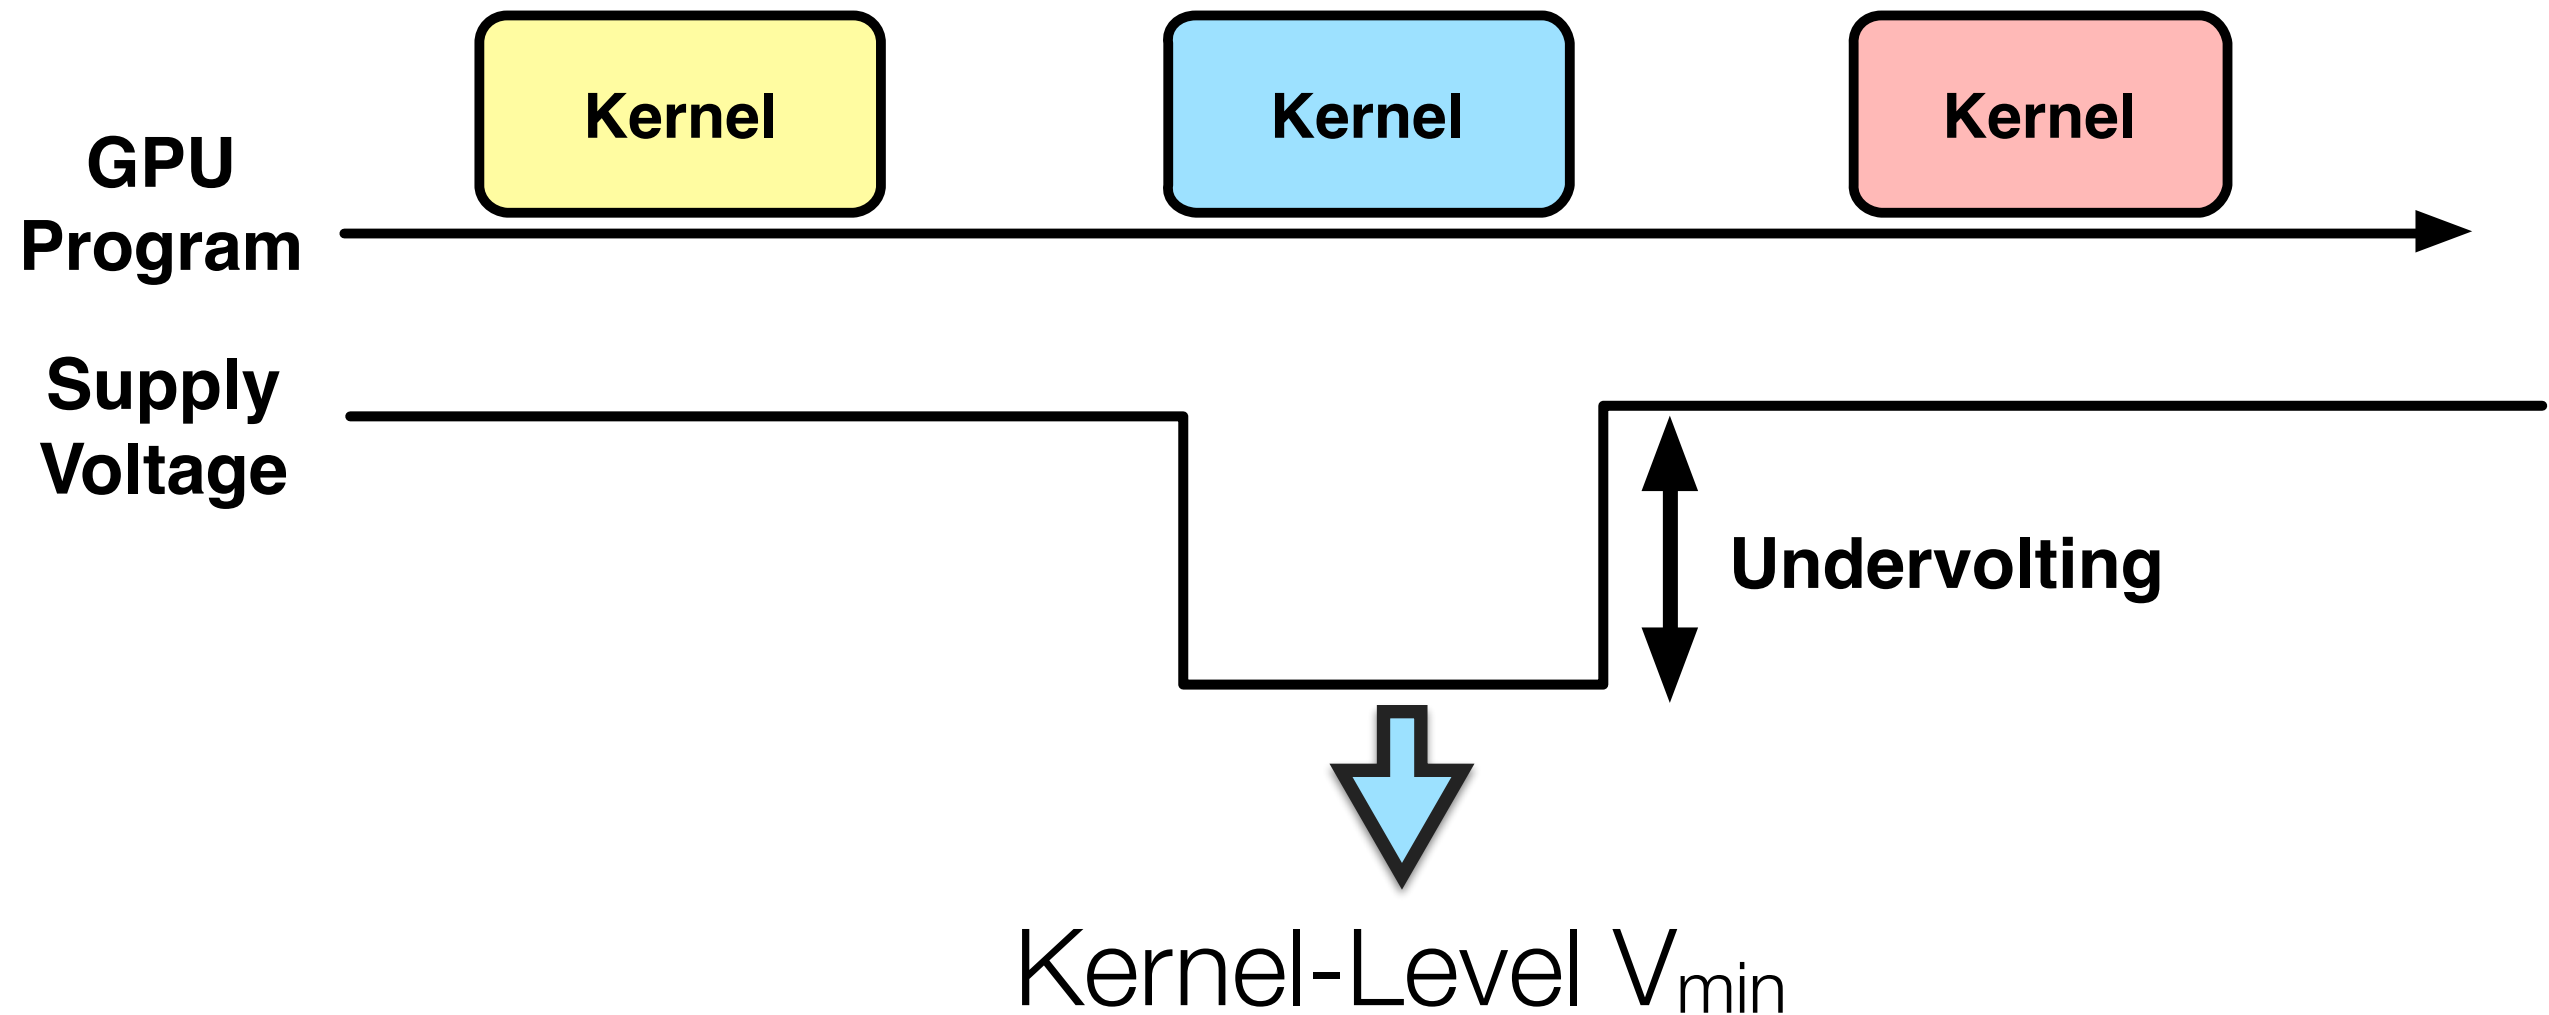 Kernel
Kernel
Kernel
GPU
Program
Supply
Voltage
Undervolting
Kernel-Level Vmin